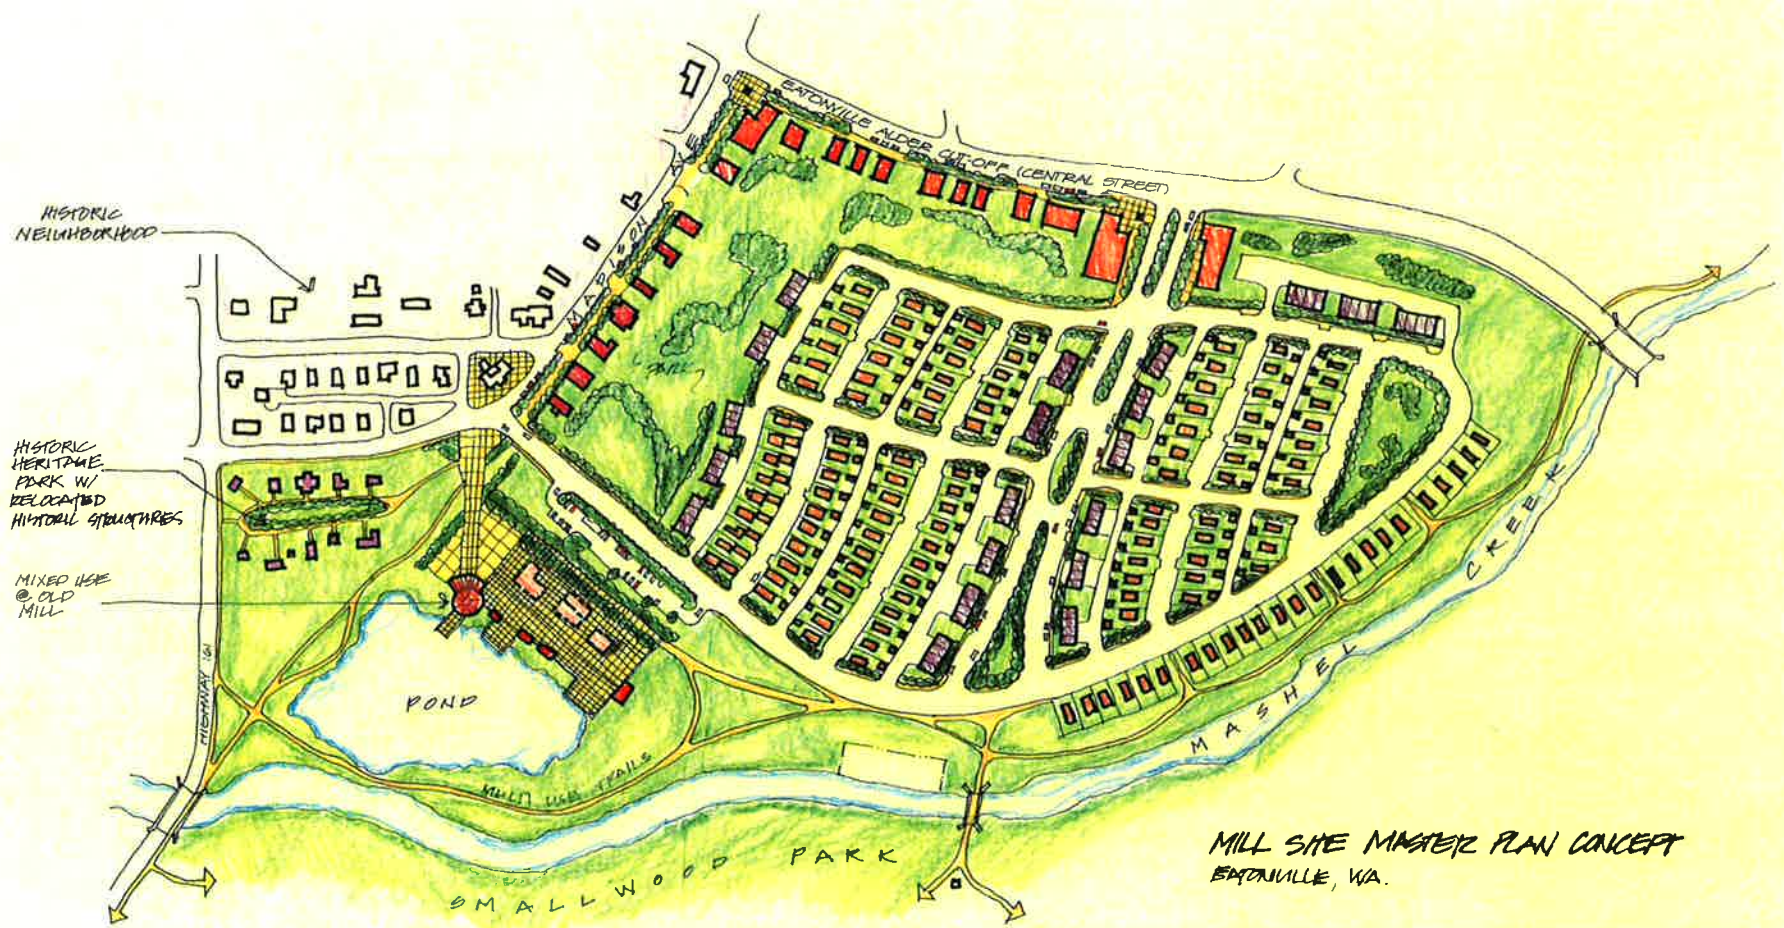 HISTORIC
NEIGHBORHOOD
EATONVILLE ALDER CUT-OFF (CENTRAL STREET)
MADISON AVE
HISTORIC
HERITAGE
PARK W/
RELOCATED
HISTORIC STRUCTURES
MIXED USE
@ OLD
MILL
HIGHWAY 161
POND
MULTI USE TRAILS
MASHEL CREEK
SMALLWOOD PARK
MILL SITE MASTER PLAN CONCEPT
EATONVILLE, WA.